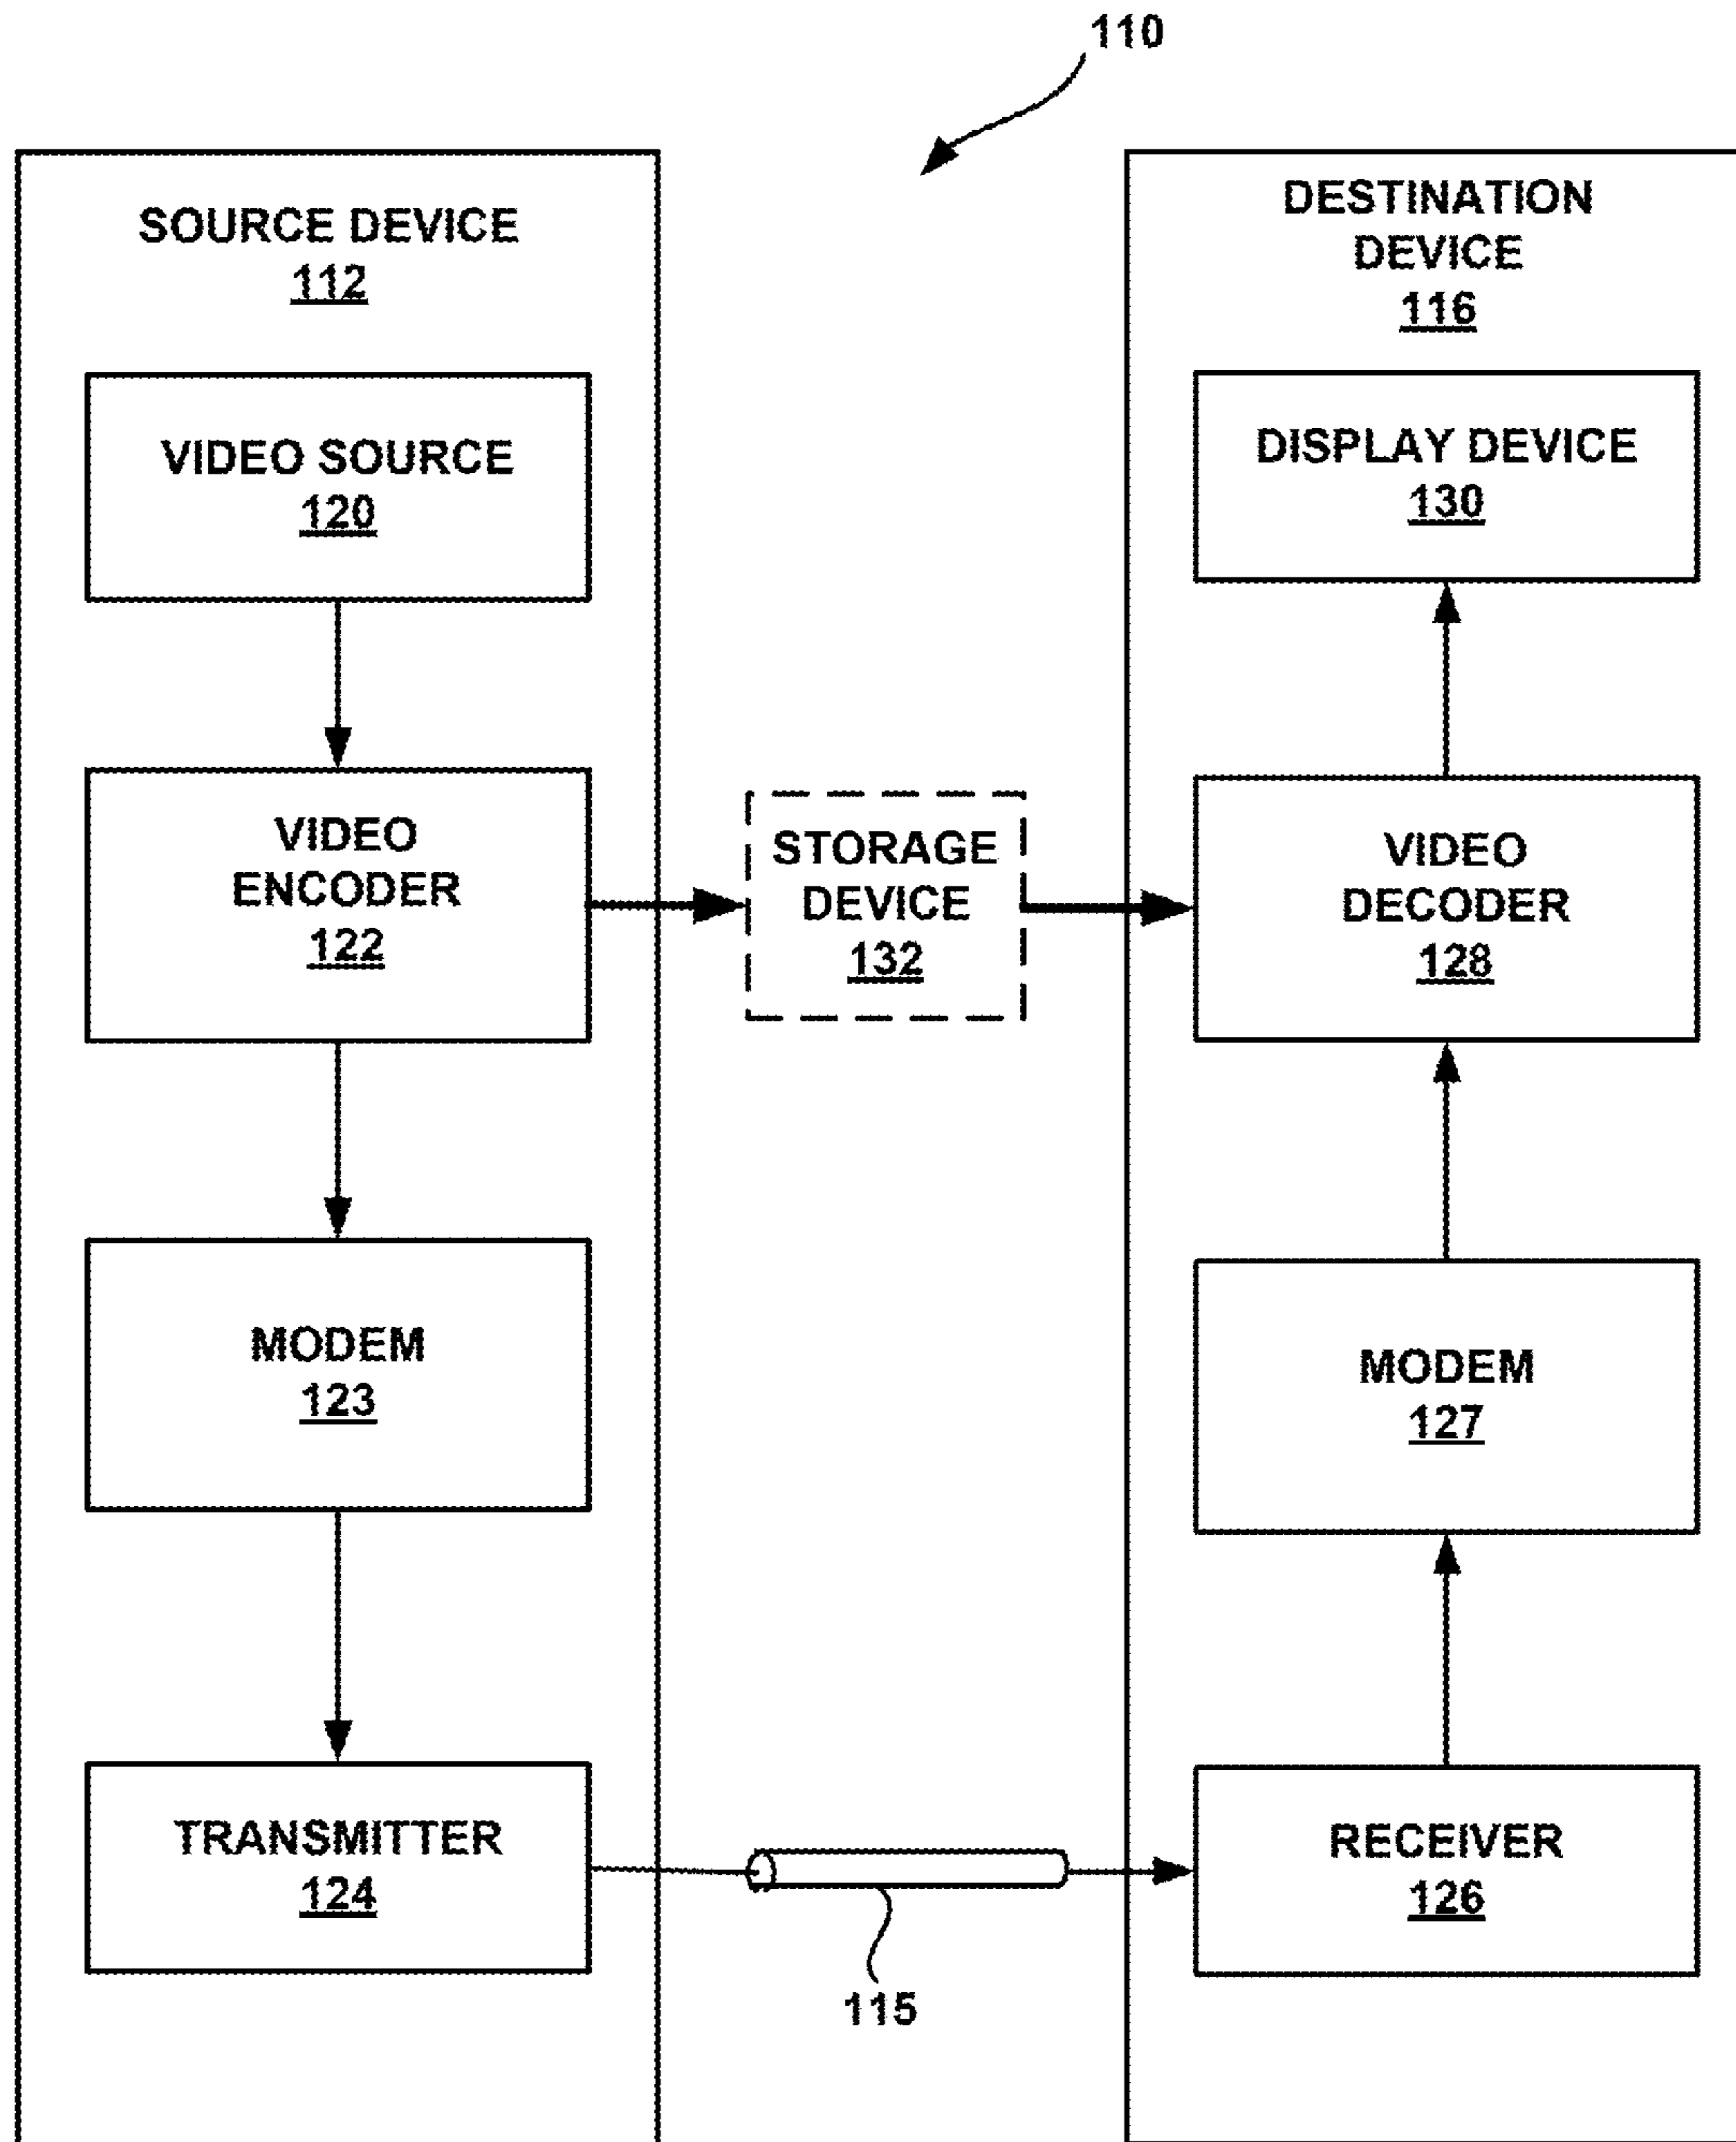 110
SOURCE DEVICE
112
VIDEO SOURCE
120
VIDEO
ENCODER
122
MODEM
123
TRANSMITTER
124
STORAGE
DEVICE
132
115
DESTINATION
DEVICE
116
DISPLAY DEVICE
130
VIDEO
DECODER
128
MODEM
127
RECEIVER
126